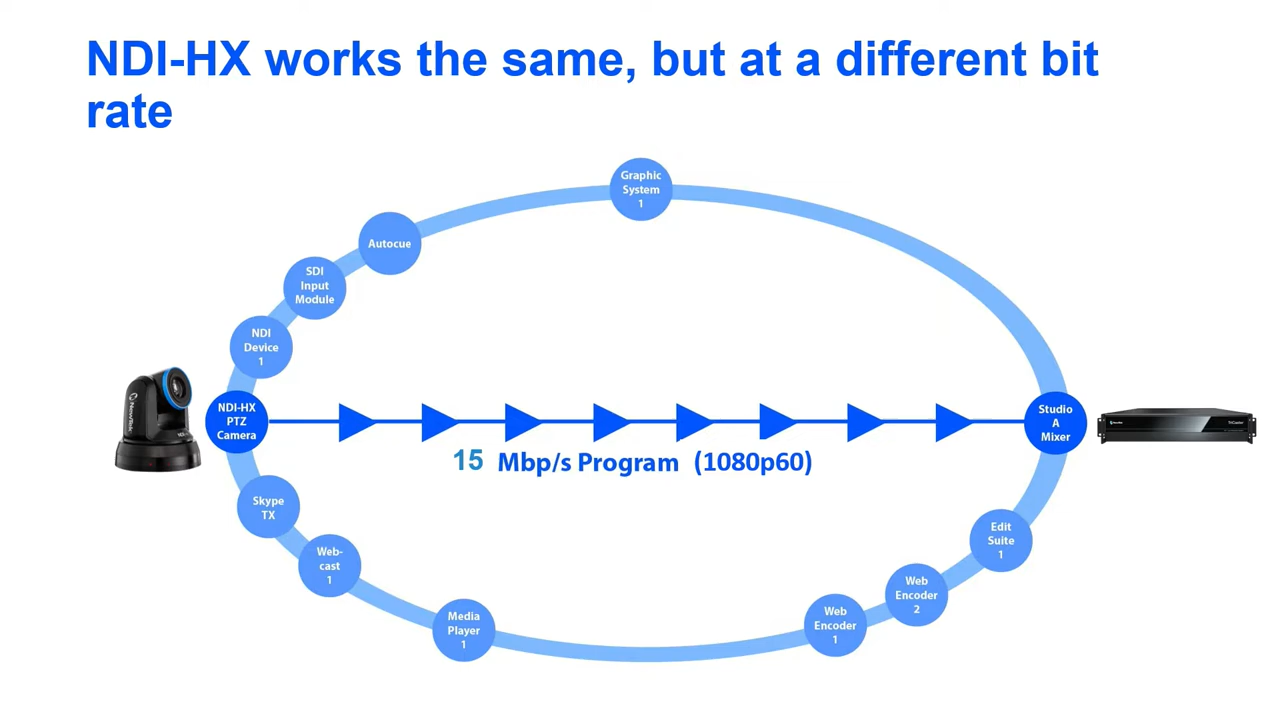 NDI-HX works the same, but at a different bit
rate
Graphic
System
1
Autocue
SDI
Input
Module
NDI
Device
1
NDI-HX
PTZ
Camera
Studio
A
Mixer
NewTek
TriCaster
15 Mbp/s Program (1080p60)
Skype
TX
Web-
cast
1
Media
Player
1
Web
Encoder
1
Web
Encoder
2
Edit
Suite
1